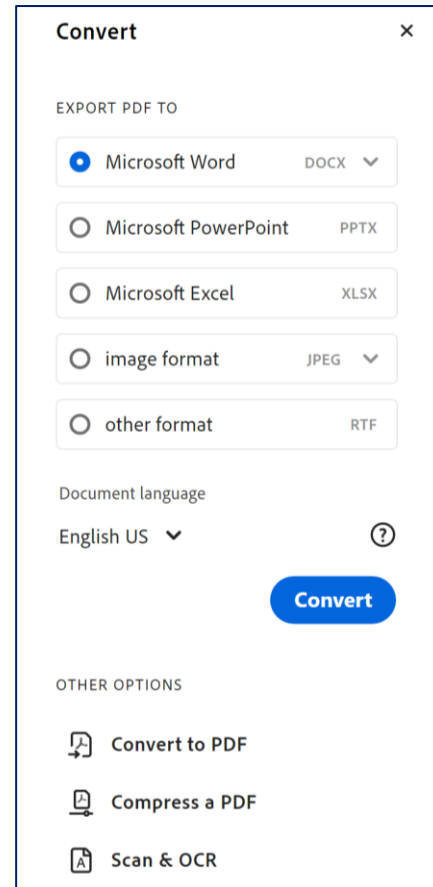 Convert
EXPORT PDF TO
Microsoft Word DOCX
Microsoft PowerPoint PPTX
Microsoft Excel XLSX
image format JPEG
other format RTF
Document language
English US
Convert
OTHER OPTIONS
Convert to PDF
Compress a PDF
Scan & OCR